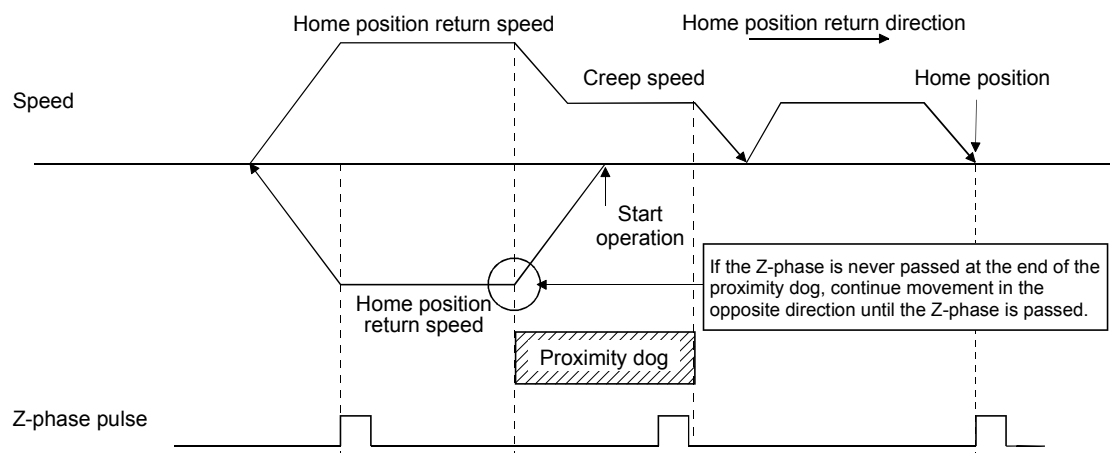 Home position return speed
Home position return direction
Creep speed
Home position
Speed
Start
operation
If the Z-phase is never passed at the end of the
proximity dog, continue movement in the
opposite direction until the Z-phase is passed.
Home position
return speed
Proximity dog
Z-phase pulse